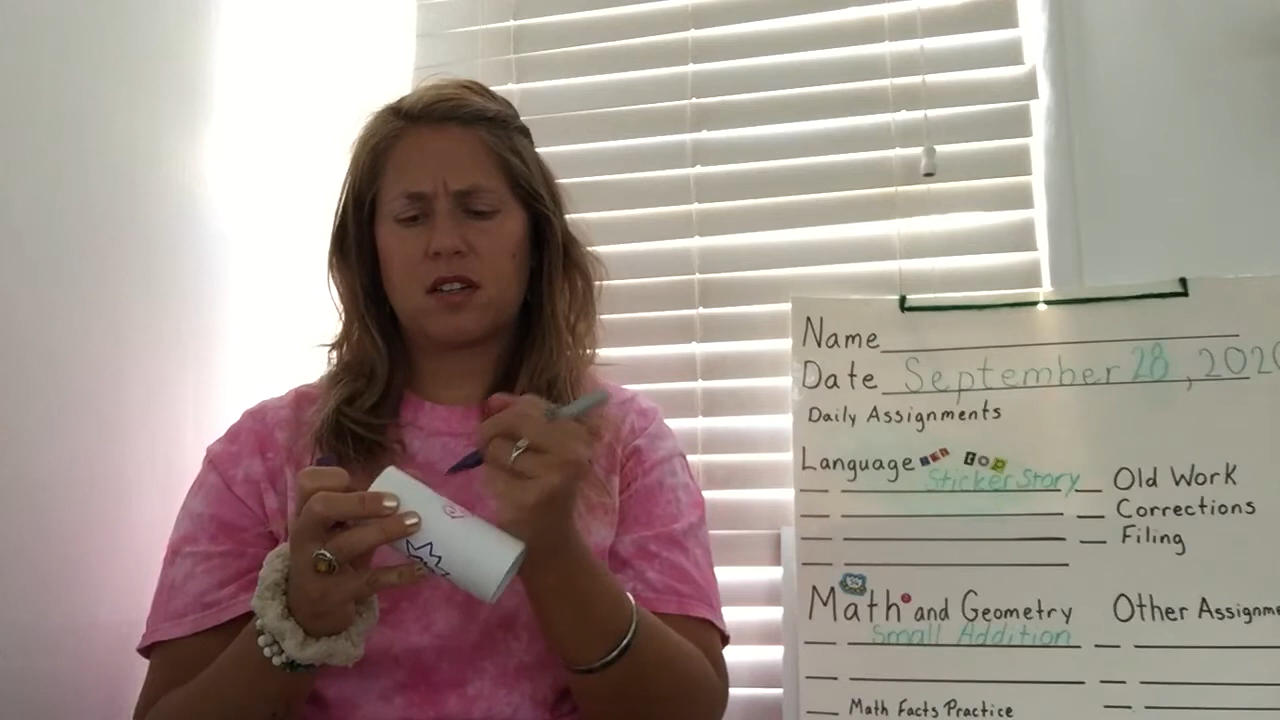 Name
Date September 28, 2020
Daily Assignments
Language
Sticker Story
Old Work
Corrections
Filing
Math and Geometry
Small Addition
Other Assignme
Math Facts Practice